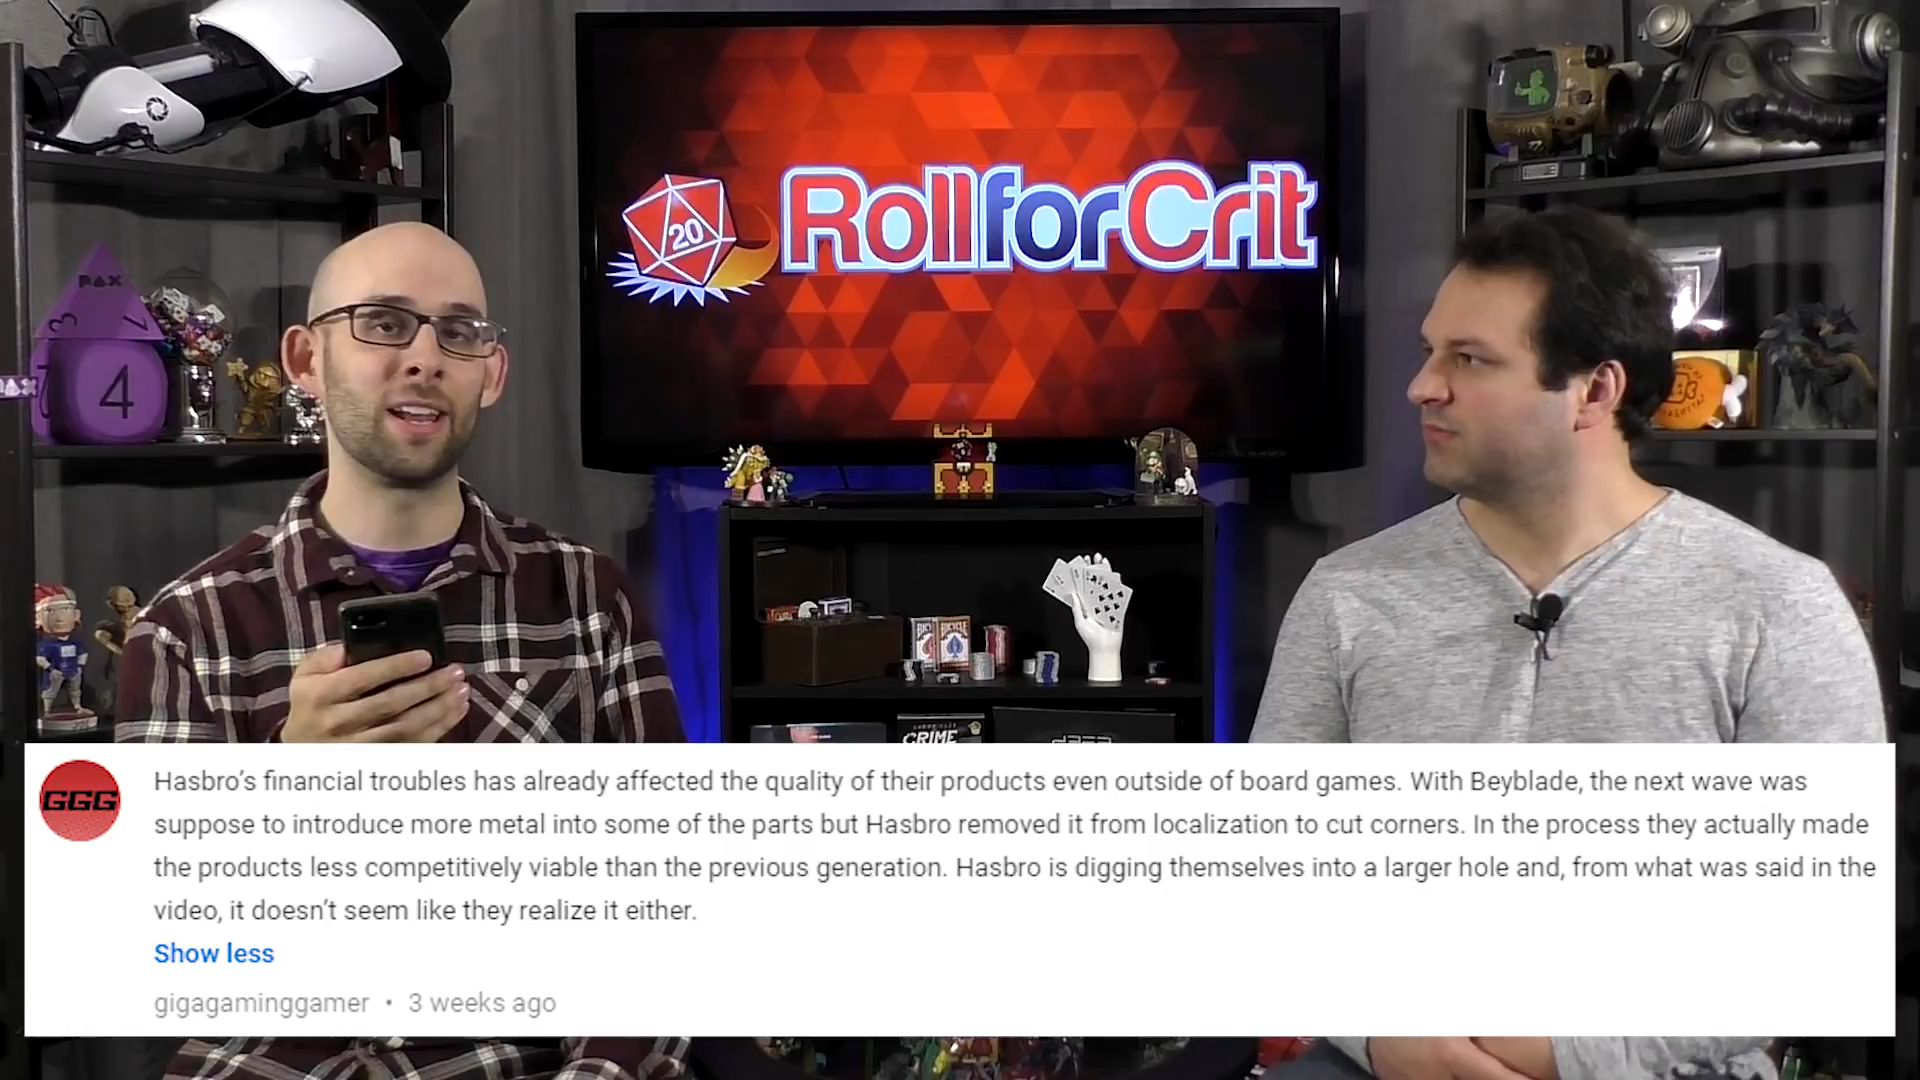 RollforCrit
20
PAX
3
4
PAX
BICYCLE
CHRONICLES
CRIME
GGG
Hasbro's financial troubles has already affected the quality of their products even outside of board games. With Beyblade, the next wave was
suppose to introduce more metal into some of the parts but Hasbro removed it from localization to cut corners. In the process they actually made
the products less competitively viable than the previous generation. Hasbro is digging themselves into a larger hole and, from what was said in the
video, it doesn't seem like they realize it either.
Show less
gigagaminggamer • 3 weeks ago